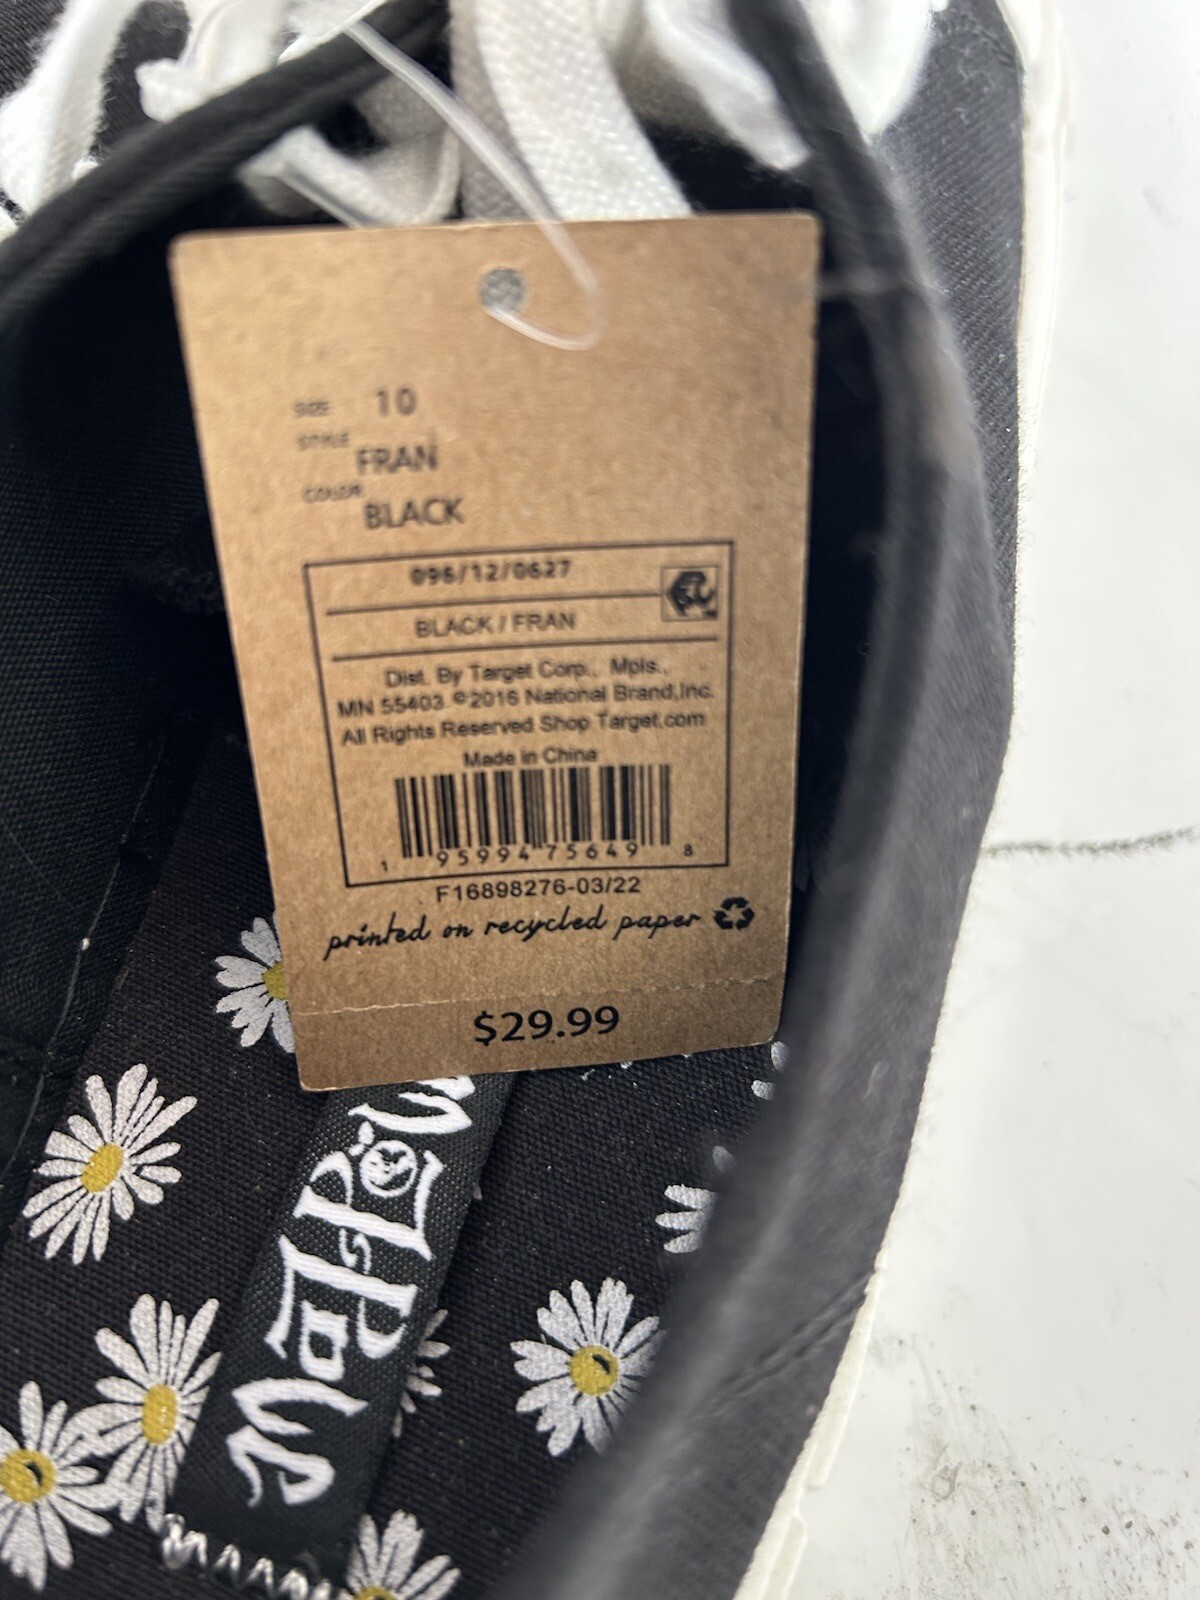 SIZE 10
STYLE FRAN
COLOR BLACK
096/12/0627
BLACK / FRAN
Dist. By Target Corp., Mpls.,
MN 55403 ©2016 National Brand,Inc.
All Rights Reserved Shop Target.com
Made in China
1 95994 75649 8
F16898276-03/22
printed on recycled paper
$29.99